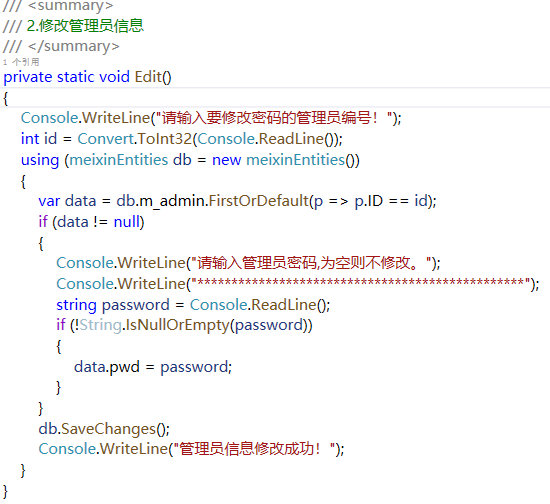 /// <summary>
/// 2.修改管理员信息
/// </summary>
1 个引用
private static void Edit()
{
Console.WriteLine("请输入要修改密码的管理员编号！");
int id = Convert.ToInt32(Console.ReadLine());
using (meixinEntities db = new meixinEntities())
{
var data = db.m_admin.FirstOrDefault(p => p.ID == id);
if (data != null)
{
Console.WriteLine("请输入管理员密码,为空则不修改。");
Console.WriteLine("************************************************");
string password = Console.ReadLine();
if (!String.IsNullOrEmpty(password))
{
data.pwd = password;
}
}
db.SaveChanges();
Console.WriteLine("管理员信息修改成功！");
}
}